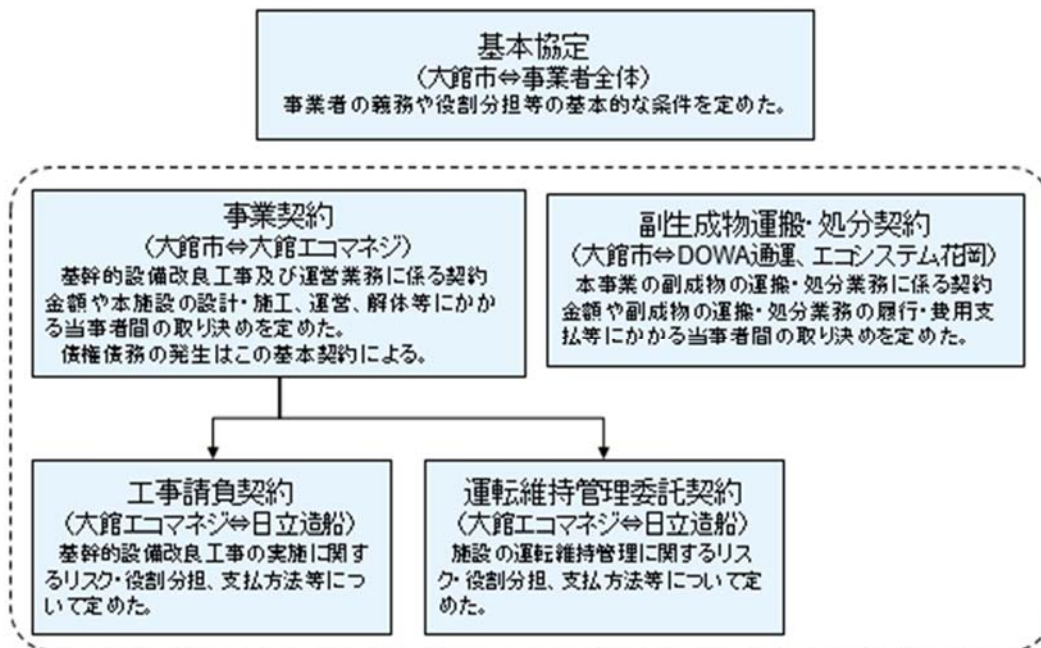 基本協定
（大館市⇔事業者全体）
事業者の義務や役割分担等の基本的な条件を定めた。
事業契約
（大館市⇔大館エコマネジ）
基幹的設備改良工事及び運営業務に係る契約
金額や本施設の設計・施工、運営、解体等にかか
る当事者間の取り決めを定めた。
債権債務の発生はこの基本契約による。
副生成物運搬・処分契約
（大館市⇔DOWA通運、エコシステム花岡）
本事業の副成物の運搬・処分業務に係る契約
金額や副成物の運搬・処分業務の履行・費用支
払等にかかる当事者間の取り決めを定めた。
工事請負契約
（大館エコマネジ⇔日立造船）
基幹的設備改良工事の実施に関す
るリスク・役割分担、支払方法等につ
いて定めた。
運転維持管理委託契約
（大館エコマネジ⇔日立造船）
施設の運転維持管理に関するリス
ク・役割分担、支払方法等について定
めた。